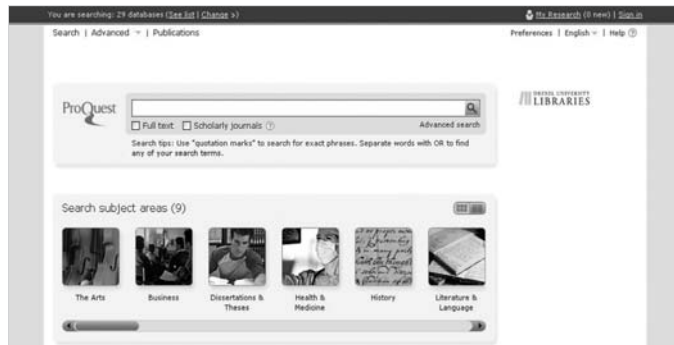 You are searching: 29 databases (See list | Change >)
My Research (0 new) | Sign in
Search | Advanced | Publications
Preferences | English | Help ?
ProQuest
DREXEL UNIVERSITY
LIBRARIES
Full text Scholarly journals ?
Advanced search
Search tips: Use "quotation marks" to search for exact phrases. Separate words with OR to find
any of your search terms.
Search subject areas (9)
The Arts
Business
Dissertations &
Theses
Health &
Medicine
History
Literature &
Language